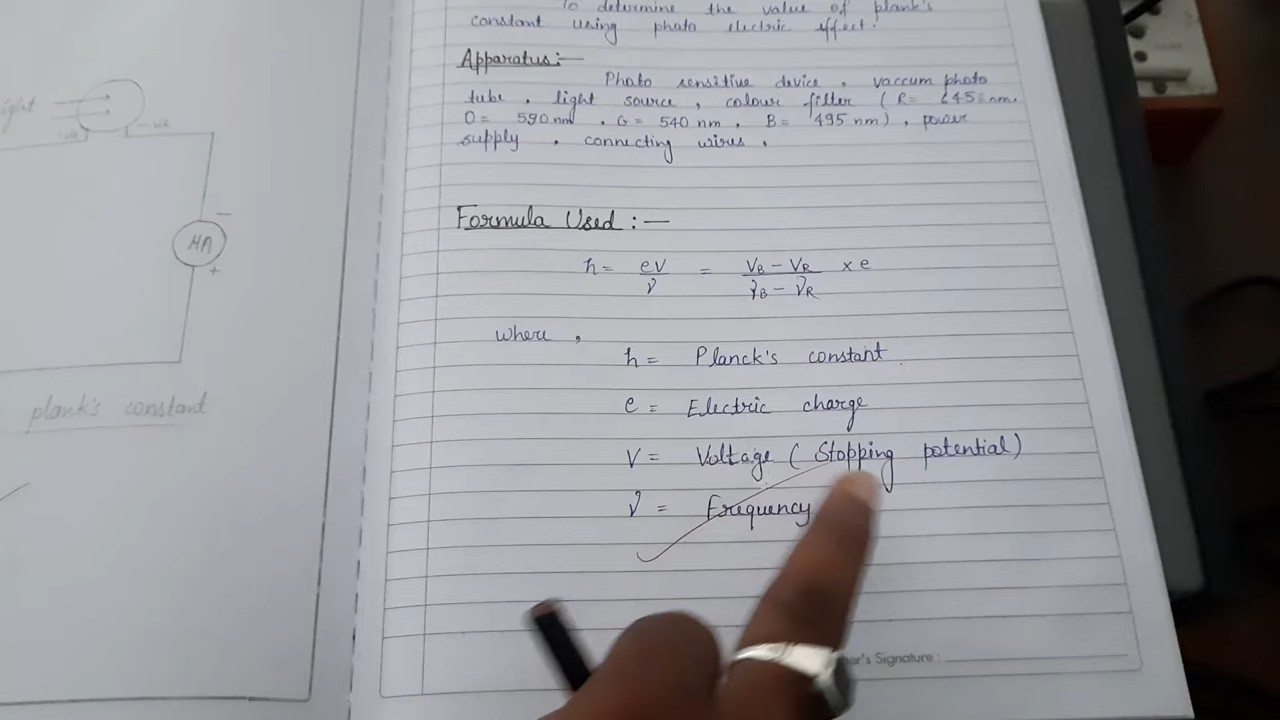 light
-ve
μA
-
+
plank's constant
To determine the value of plank's
constant using photo electric effect.
Apparatus:—
Photo sensitive device, vaccum photo
tube, light source, colour filter (R= nm,
O= 590 nm, G= 540 nm, B= 495 nm), power
supply, connecting wires.
Formula Used :—
h = eV/ν = VB - VR/νB - νR × e
where,
h = Planck's constant
e = Electric charge
V = Voltage (Stopping potential)
ν = Frequency
Signature :